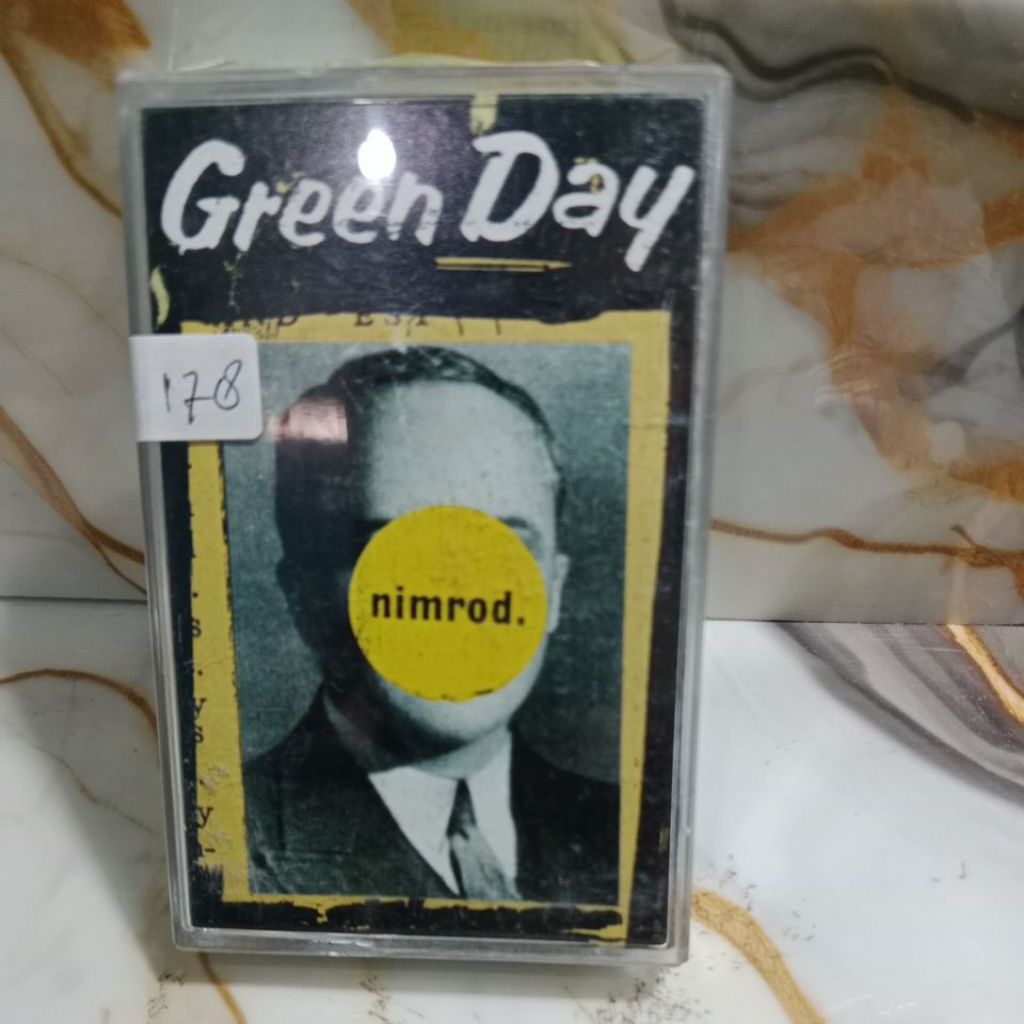 Green Day
178
nimrod.